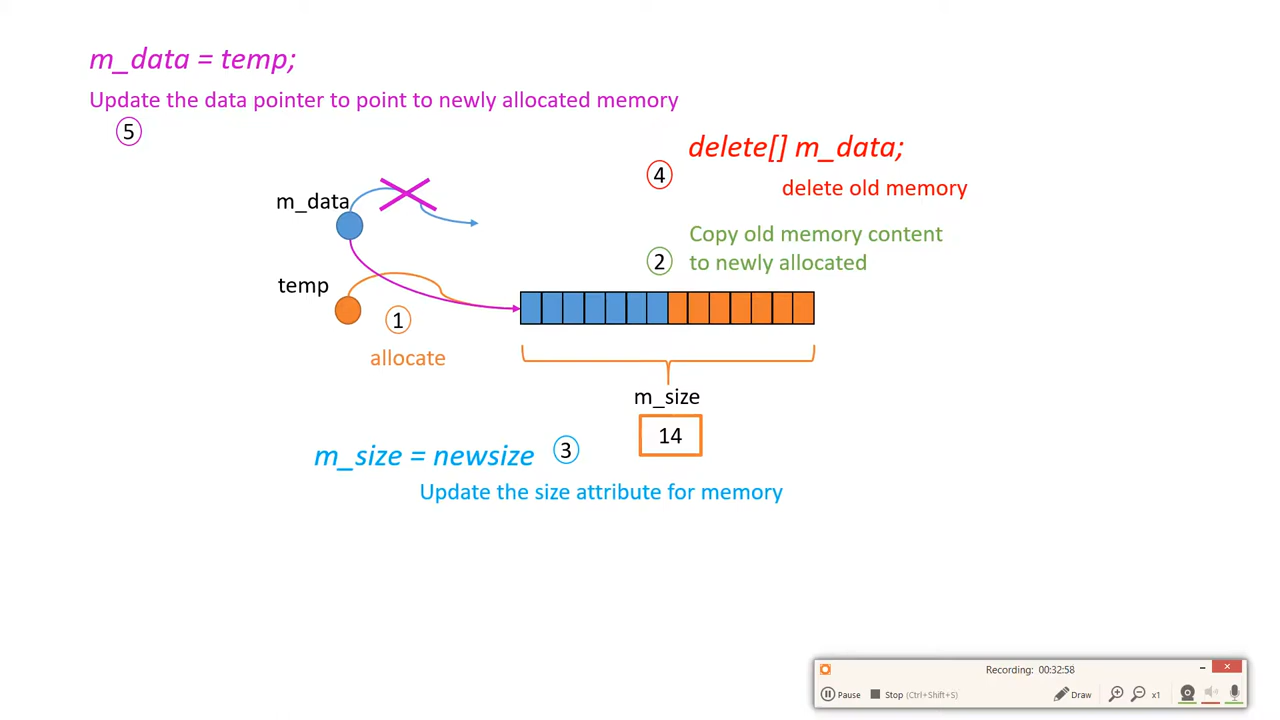 m_data = temp;
Update the data pointer to point to newly allocated memory
5
delete[] m_data;
4
delete old memory
m_data
Copy old memory content
2
to newly allocated
temp
1
allocate
m_size
14
m_size = newsize
3
Update the size attribute for memory
Recording: 00:32:58
Pause
Stop (Ctrl+Shift+S)
Draw
x1